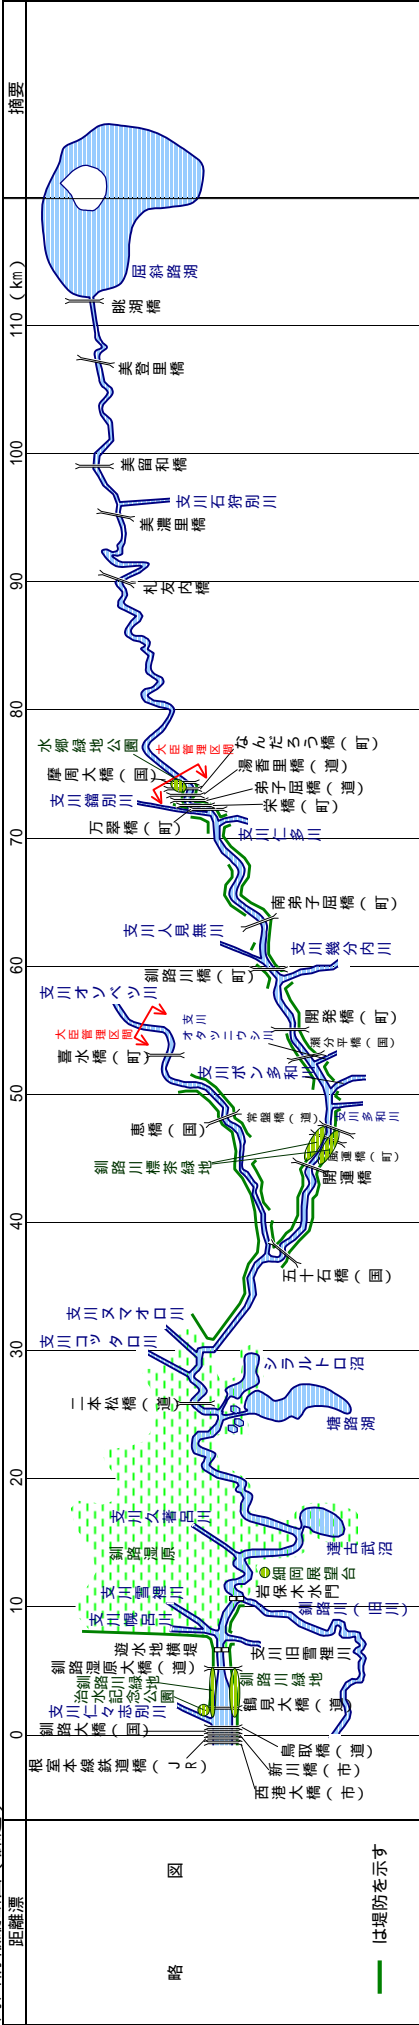 距離漂
0
10
20
30
40
50
60
70
80
90
100
110 (km)
摘要
略 図
は堤防を示す
西港大橋(市)
新川橋(市)
鳥取橋(道)
根室本線鉄道橋(JR)
釧路大橋(国)
支川仁々志別川
治水記念公園
釧路川緑地
釧路湿原大橋(道)
遊水地横堤
鶴見大橋(道)
釧路川緑地
支川旧雪裡川
釧路川(旧川)
岩保木水門
細岡展望台
支川幌呂川
支川雪裡川
釧路湿原
支川久著呂川
達古武沼
塘路湖
シラルトロ沼
二本松橋(道)
支川コッタロ川
支川ヌマオロ川
五十石橋(国)
開運橋
釧路川標茶緑地
恵橋(国)
常盤橋(道)
支川多和川
支川ポン多和川
喜水橋(町)
大臣管理区間
支川オソベツ川
支川
オタツニウシ川
瀬分平橋(国)
開発橋(町)
釧路川橋(町)
支川幾分内川
支川人見無川
南弟子屈橋(町)
支川仁多川
万翠橋(町)
支川鐺別川
摩周大橋(国)
水郷緑地公園
大臣管理区間
栄橋(町)
弟子屈橋(道)
湯香里橋(道)
なんだろう橋(町)
札友内橋
美濃里橋
支川石狩別川
美留和橋
美登里橋
眺湖橋
屈斜路湖